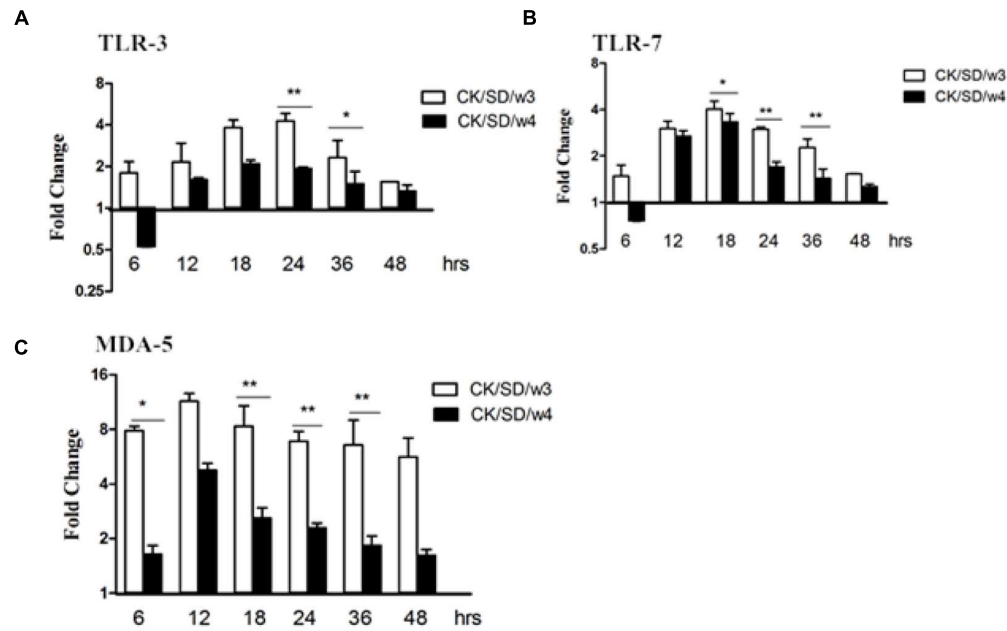 A
TLR-3
8
4
2
1
0.5
0.25
Fold Change
** *
CK/SD/w3
CK/SD/w4
6 12 18 24 36 48 hrs
B
TLR-7
8
4
2
1
0.5
Fold Change
* ** **
CK/SD/w3
CK/SD/w4
6 12 18 24 36 48 hrs
C
MDA-5
16
8
4
2
1
Fold Change
* ** ** **
CK/SD/w3
CK/SD/w4
6 12 18 24 36 48 hrs